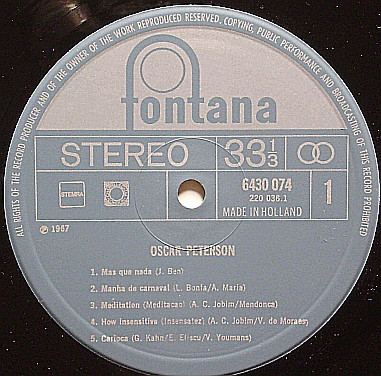 ALL RIGHTS OF THE RECORD PRODUCER AND OF THE OWNER OF THE WORK REPRODUCED RESERVED. COPYING, PUBLIC PERFORMANCE AND BROADCASTING OF THIS RECORD PROHIBITED
fontana
STEREO 33 1/3
STEMRA
6430 074
220 036.1
1
MADE IN HOLLAND
℗ 1967
OSCAR PETERSON
1. Mas que nada (J. Ben)
2. Manha de carnaval (L. Bonfa/A. Maria)
3. Meditation (Meditacao) (A. C. Jobim/Mendonca)
4. How insensitive (Insensatez) (A. C. Jobim/V. de Moraes)
5. Carioca (G. Kahn/E. Eliscu/V. Youmans)